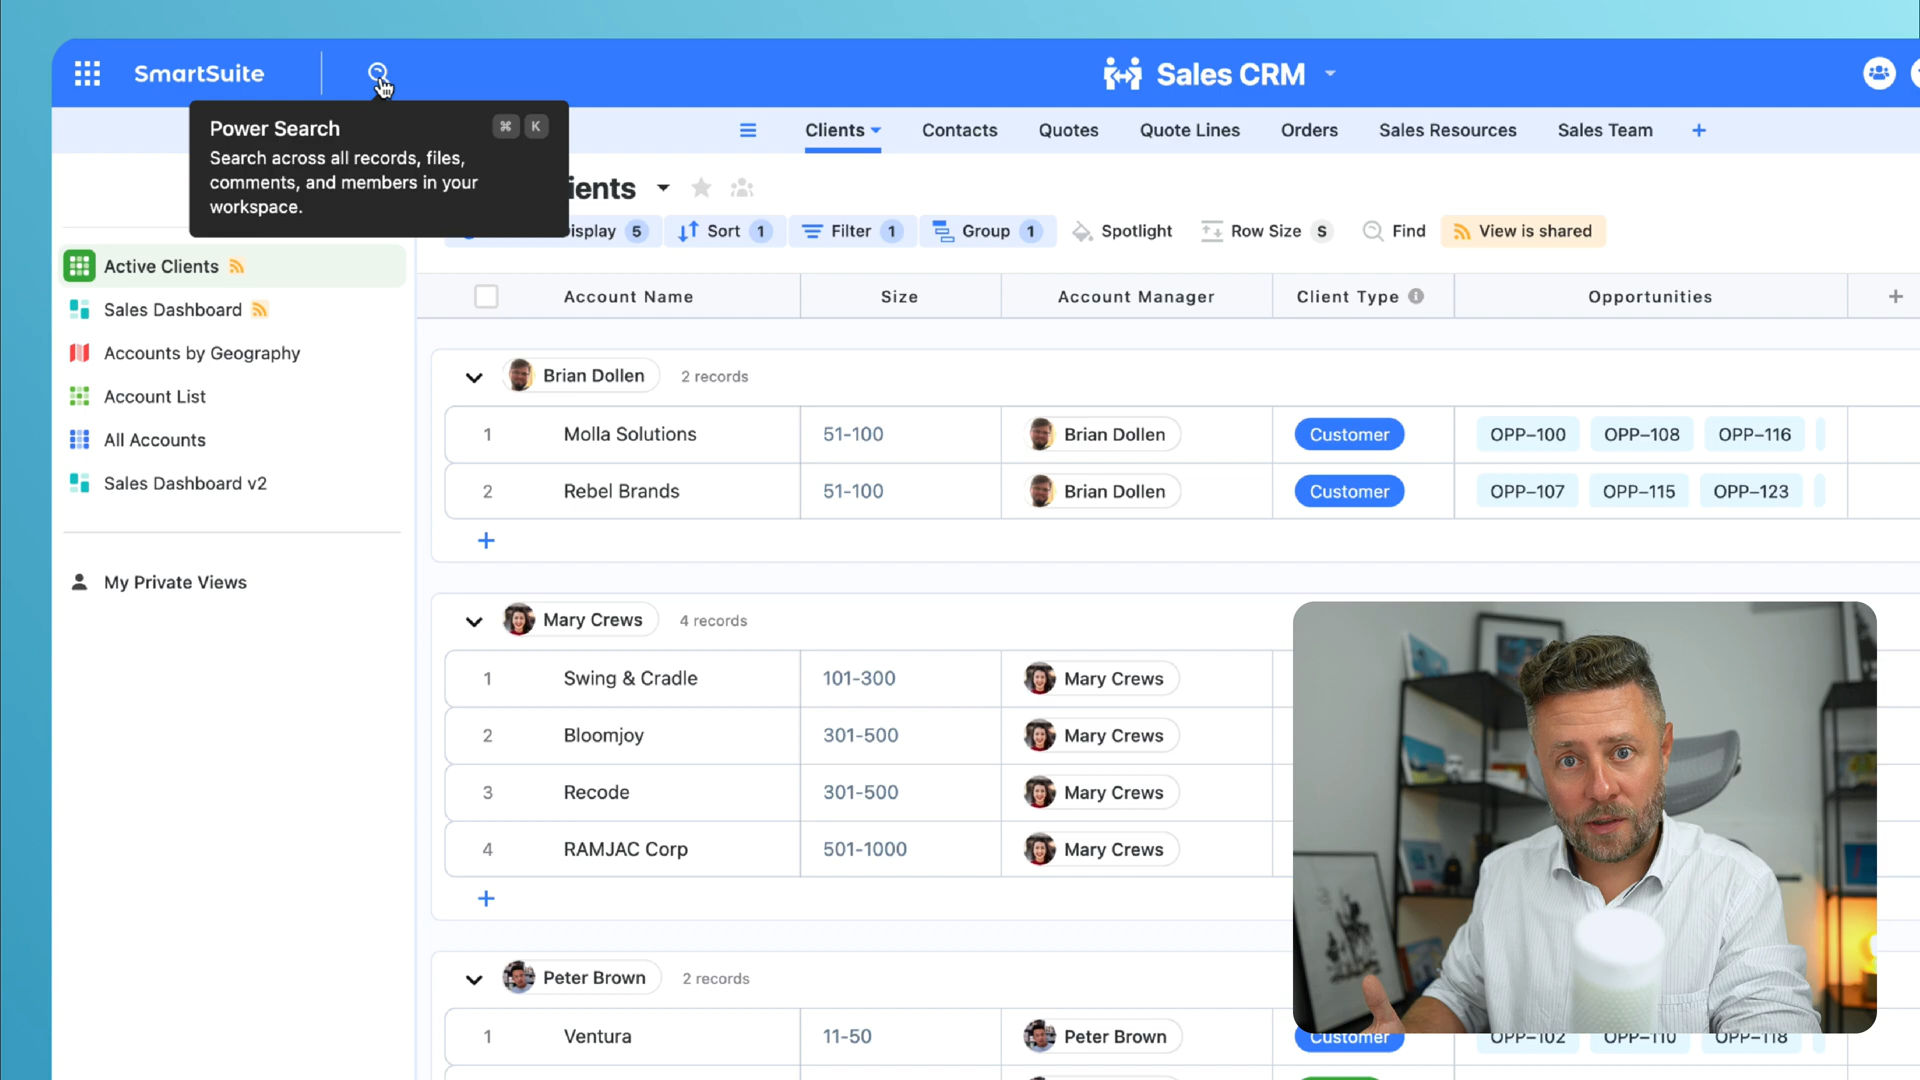 SmartSuite
Sales CRM
Power Search
⌘ K
Search across all records, files,
comments, and members in your
workspace.
Clients
Contacts
Quotes
Quote Lines
Orders
Sales Resources
Sales Team
+
ients
isplay 5
Sort 1
Filter 1
Group 1
Spotlight
Row Size S
Find
View is shared
Active Clients
Sales Dashboard
Accounts by Geography
Account List
All Accounts
Sales Dashboard v2
My Private Views
Account Name
Size
Account Manager
Client Type
Opportunities
+
Brian Dollen 2 records
1 Molla Solutions 51-100 Brian Dollen Customer OPP-100 OPP-108 OPP-116
2 Rebel Brands 51-100 Brian Dollen Customer OPP-107 OPP-115 OPP-123
+
Mary Crews 4 records
1 Swing & Cradle 101-300 Mary Crews
2 Bloomjoy 301-500 Mary Crews
3 Recode 301-500 Mary Crews
4 RAMJAC Corp 501-1000 Mary Crews
+
Peter Brown 2 records
1 Ventura 11-50 Peter Brown Customer OPP-102 OPP-110 OPP-118